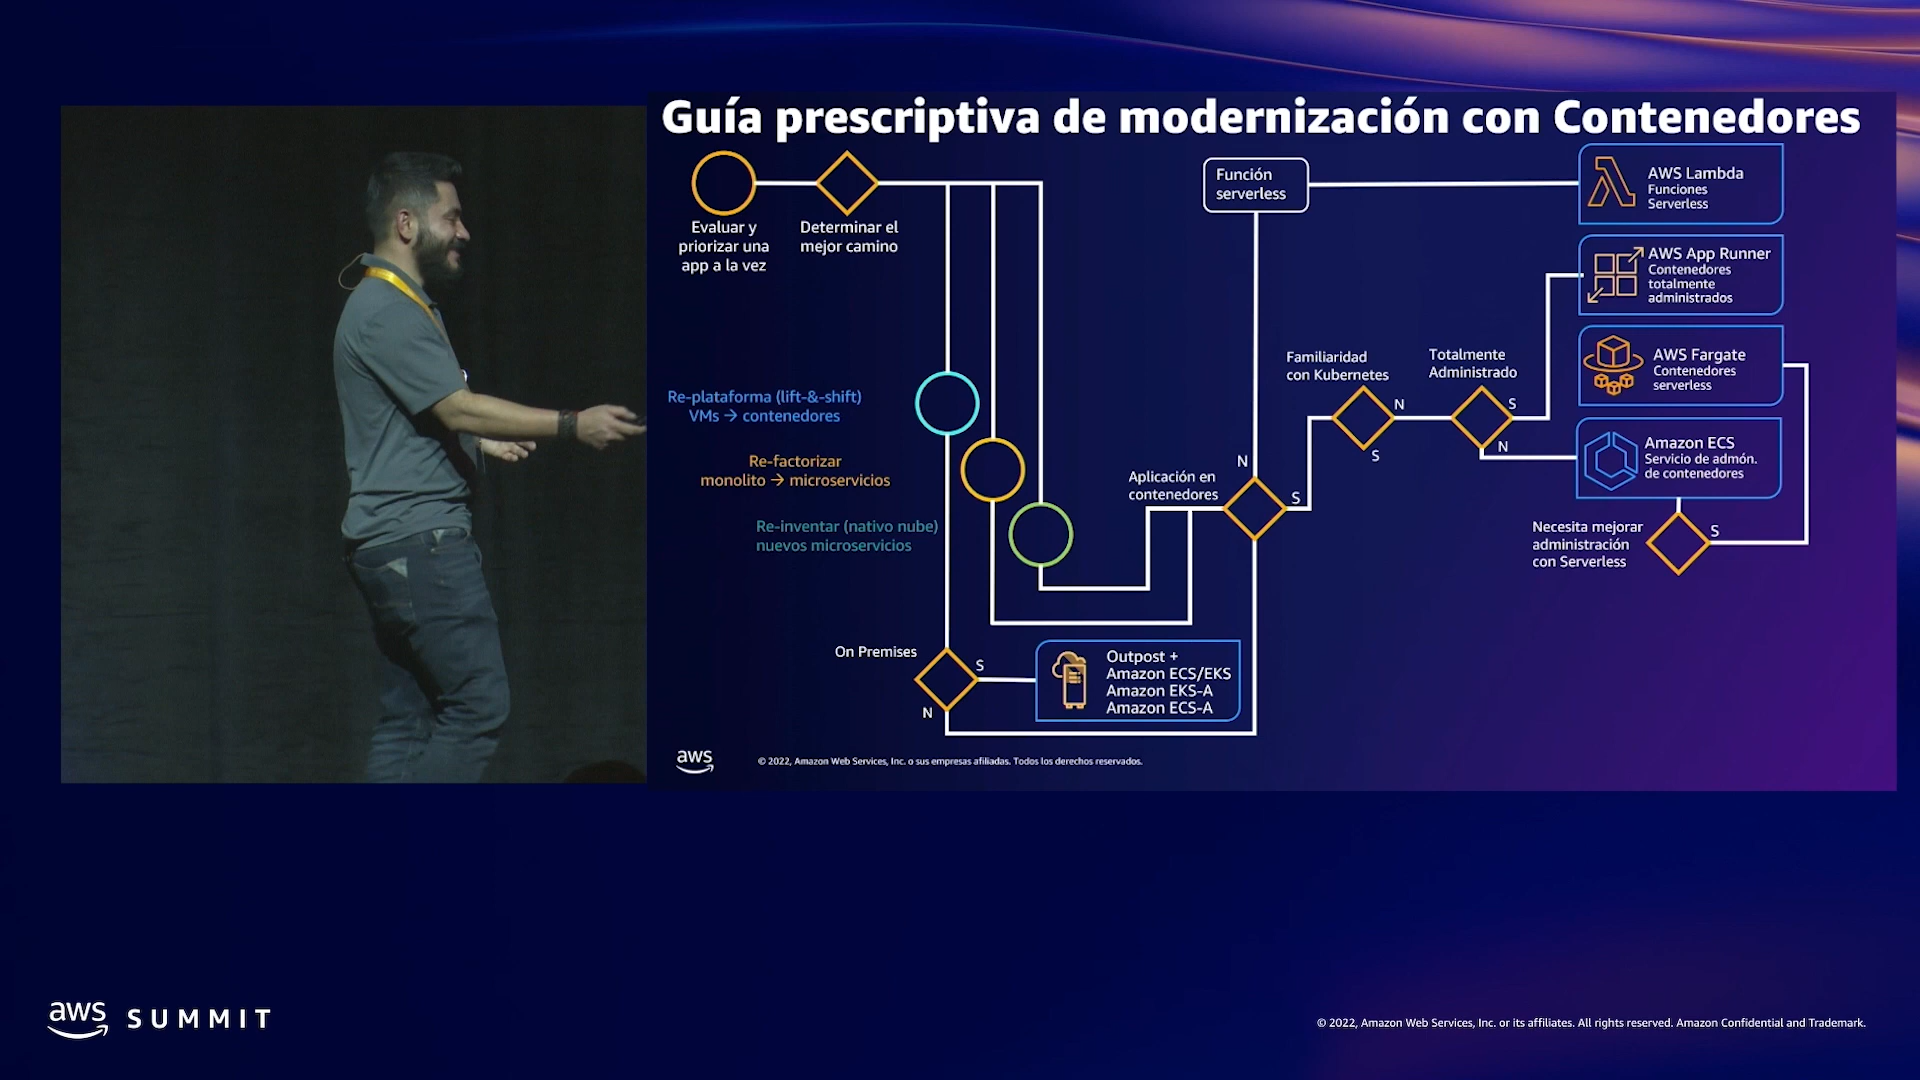 Guía prescriptiva de modernización con Contenedores
Evaluar y
priorizar una
app a la vez
Determinar el
mejor camino
Función
serverless
AWS Lambda
Funciones
Serverless
AWS App Runner
Contenedores
totalmente
administrados
Familiaridad
con Kubernetes
N
S
Totalmente
Administrado
S
N
AWS Fargate
Contenedores
serverless
Re-plataforma (lift-&-shift)
VMs → contenedores
Re-factorizar
monolito → microservicios
Re-inventar (nativo nube)
nuevos microservicios
Aplicación en
contenedores
N
S
Amazon ECS
Servicio de admón.
de contenedores
Necesita mejorar
administración
con Serverless
S
On Premises
S
N
Outpost +
Amazon ECS/EKS
Amazon EKS-A
Amazon ECS-A
aws
© 2022, Amazon Web Services, Inc. o sus empresas afiliadas. Todos los derechos reservados.
aws SUMMIT
© 2022, Amazon Web Services, Inc. or its affiliates. All rights reserved. Amazon Confidential and Trademark.